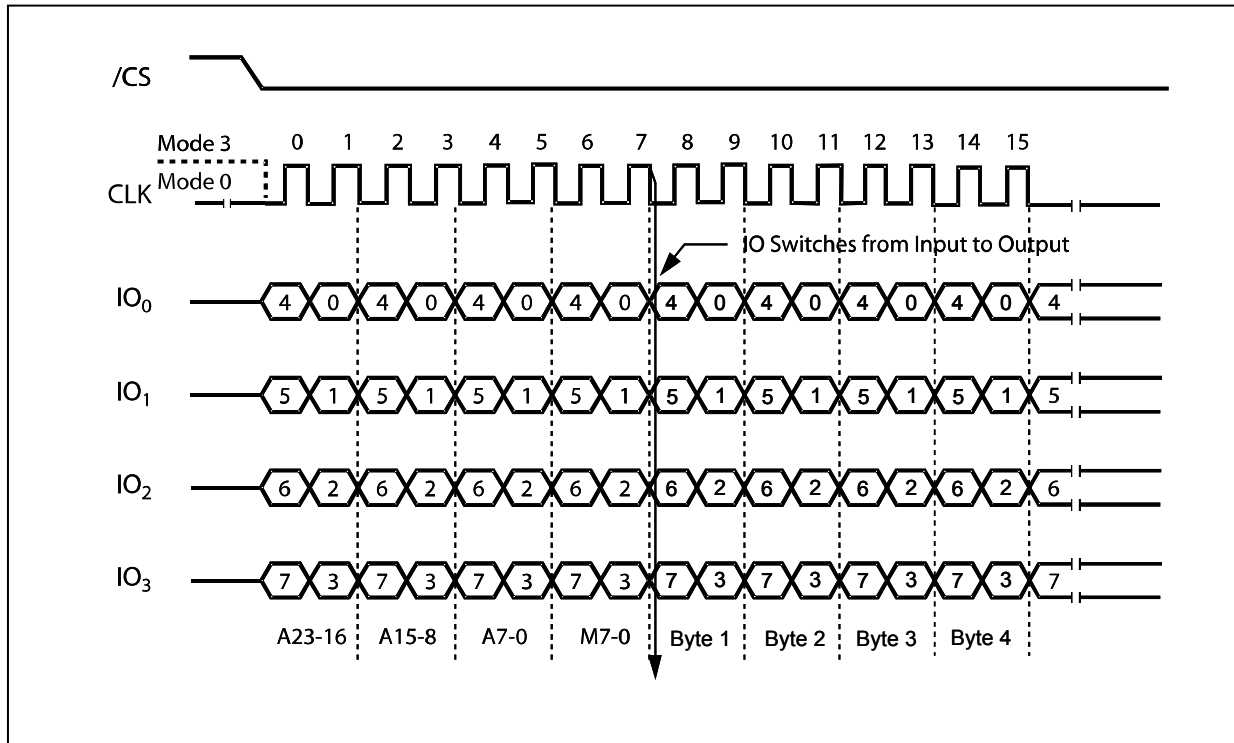 /CS
Mode 3
0 1 2 3 4 5 6 7 8 9 10 11 12 13 14 15
Mode 0
CLK
IO Switches from Input to Output
IO0 4 0 4 0 4 0 4 0 4 0 4 0 4 0 4 0 4
IO1 5 1 5 1 5 1 5 1 5 1 5 1 5 1 5 1 5
IO2 6 2 6 2 6 2 6 2 6 2 6 2 6 2 6 2 6
IO3 7 3 7 3 7 3 7 3 7 3 7 3 7 3 7 3 7
A23-16 A15-8 A7-0 M7-0 Byte 1 Byte 2 Byte 3 Byte 4